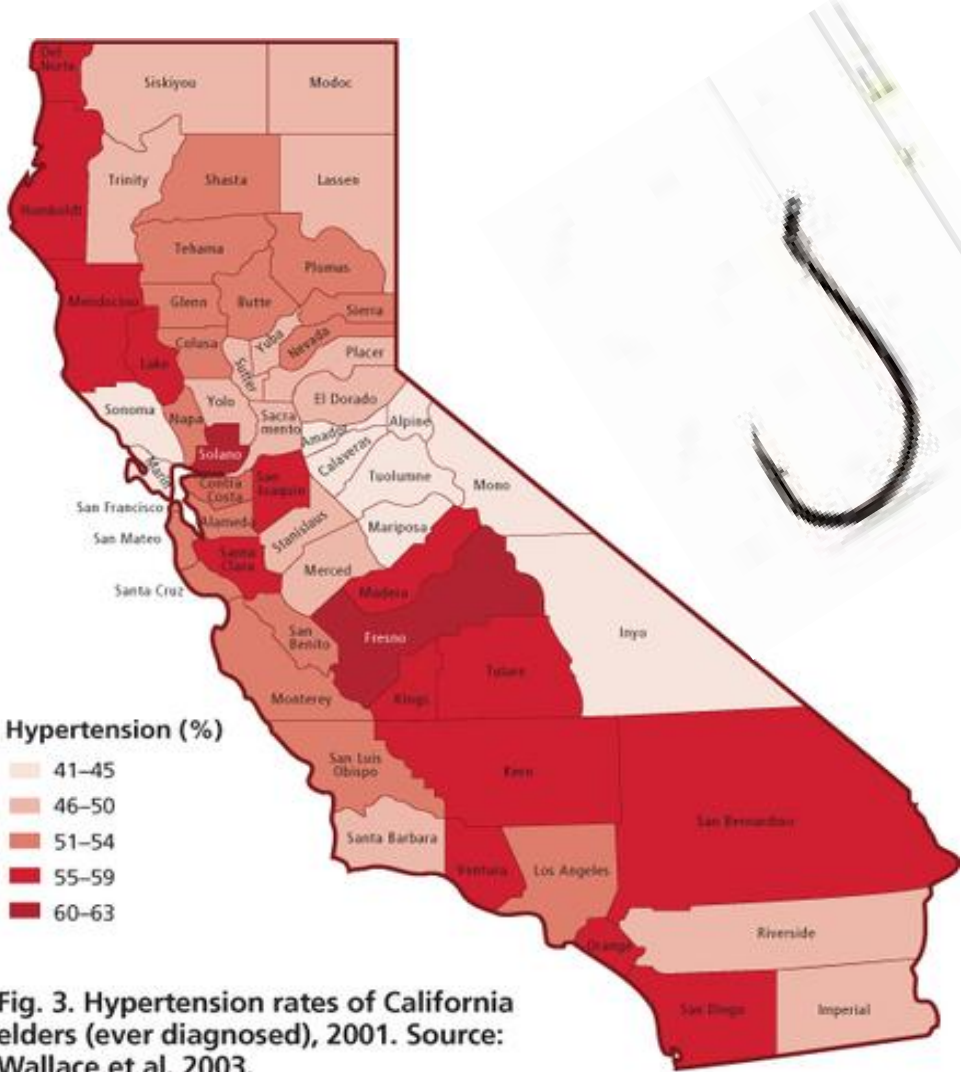 Del
Norte
Siskiyou
Modoc
Trinity
Shasta
Lassen
Humboldt
Tehama
Plumas
Glenn
Butte
Sierra
Mendocino
Colusa
Yuba
Nevada
Lake
Sutter
Placer
Sonoma
Napa
Yolo
El Dorado
Sacra
mento
Alpine
Amador
Solano
Calaveras
Marin
Tuolumne
Contra
Costa
San
Joaquin
Mono
San Francisco
Alameda
Stanislaus
Mariposa
San Mateo
Santa
Clara
Merced
Santa Cruz
Madera
San
Benito
Fresno
Inyo
Tulare
Monterey
Kings
Hypertension (%)
41–45
46–50
51–54
55–59
60–63
San Luis
Obispo
Kern
San Bernardino
Santa Barbara
Ventura
Los Angeles
Orange
Riverside
San Diego
Imperial
Fig. 3. Hypertension rates of California
elders (ever diagnosed), 2001. Source:
Wallace et al. 2003.